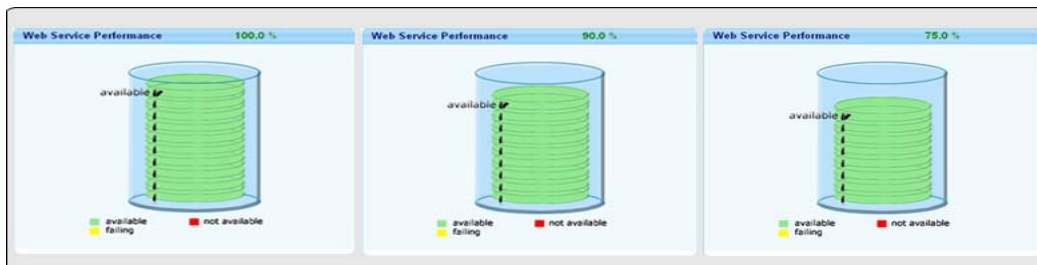 Web Service Performance 100.0 %
available
available
not available
failing
Web Service Performance 90.0 %
available
available
not available
failing
Web Service Performance 75.0 %
available
available
not available
failing